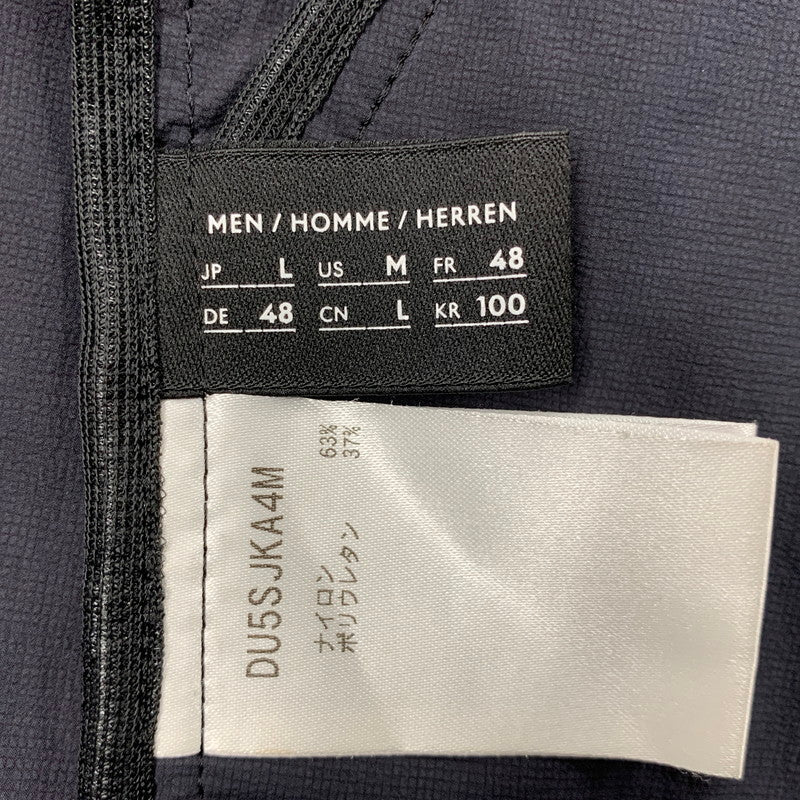 MEN / HOMME / HERREN
JP L US M FR 48
DE 48 CN L KR 100
DU5SJKA4M
ナイロン 63%
ポリウレタン 37%